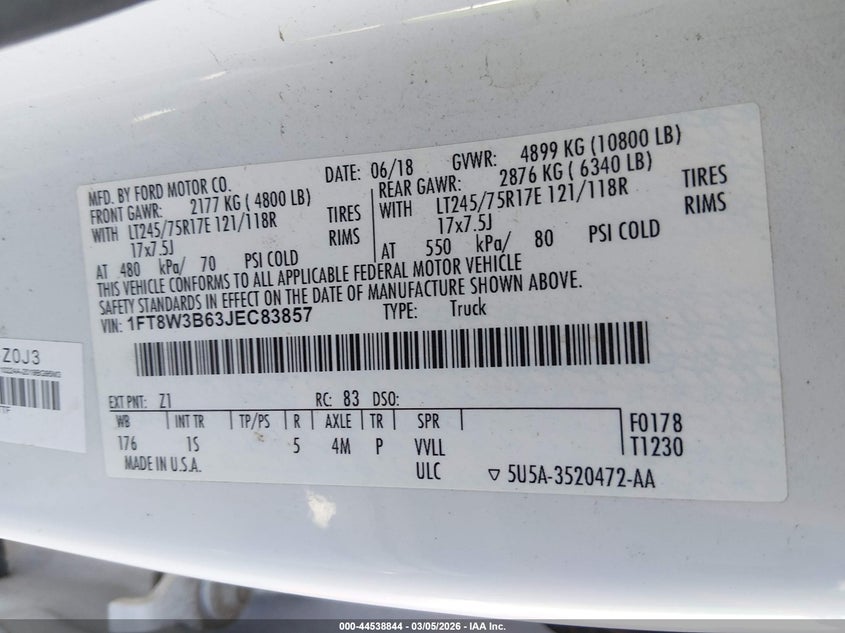 MFD. BY FORD MOTOR CO.
DATE: 06/18 GVWR: 4899 KG (10800 LB)
FRONT GAWR: 2177 KG ( 4800 LB)
REAR GAWR: 2876 KG ( 6340 LB)
WITH LT245/75R17E 121/118R TIRES
WITH LT245/75R17E 121/118R TIRES
17x7.5J RIMS
17x7.5J RIMS
AT 480 kPa/ 70 PSI COLD
AT 550 kPa/ 80 PSI COLD
THIS VEHICLE CONFORMS TO ALL APPLICABLE FEDERAL MOTOR VEHICLE
SAFETY STANDARDS IN EFFECT ON THE DATE OF MANUFACTURE SHOWN ABOVE.
VIN: 1FT8W3B63JEC83857 TYPE: Truck
EXT PNT: Z1 RC: 83 DSO:
WB INT TR TP/PS R AXLE TR SPR
176 1S 5 4M P VVLL
F0178
T1230
MADE IN U.S.A. ULC ▽ 5U5A-3520472-AA
Z0J3
000-44538844 - 03/05/2026 - IAA Inc.